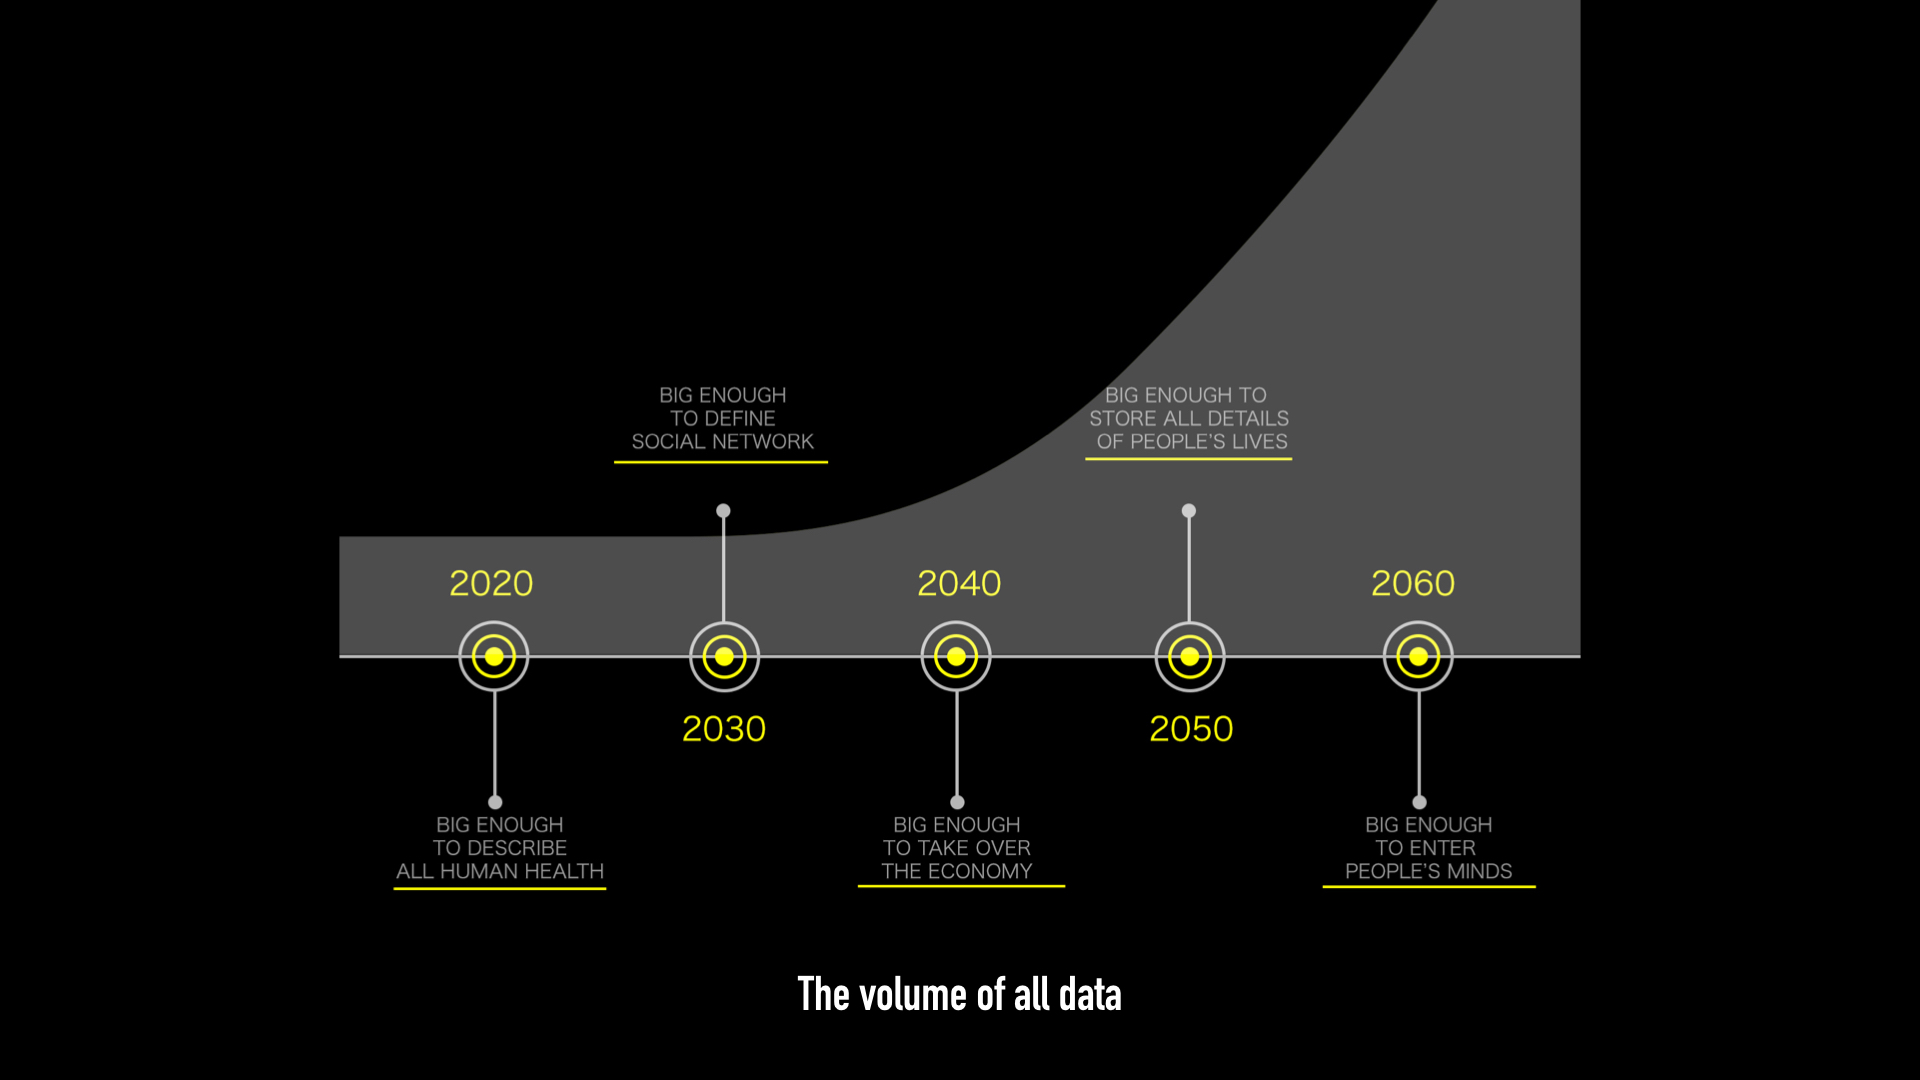 BIG ENOUGH
TO DEFINE
SOCIAL NETWORK
BIG ENOUGH TO
STORE ALL DETAILS
OF PEOPLE'S LIVES
2020
2040
2060
2030
2050
BIG ENOUGH
TO DESCRIBE
ALL HUMAN HEALTH
BIG ENOUGH
TO TAKE OVER
THE ECONOMY
BIG ENOUGH
TO ENTER
PEOPLE'S MINDS
The volume of all data